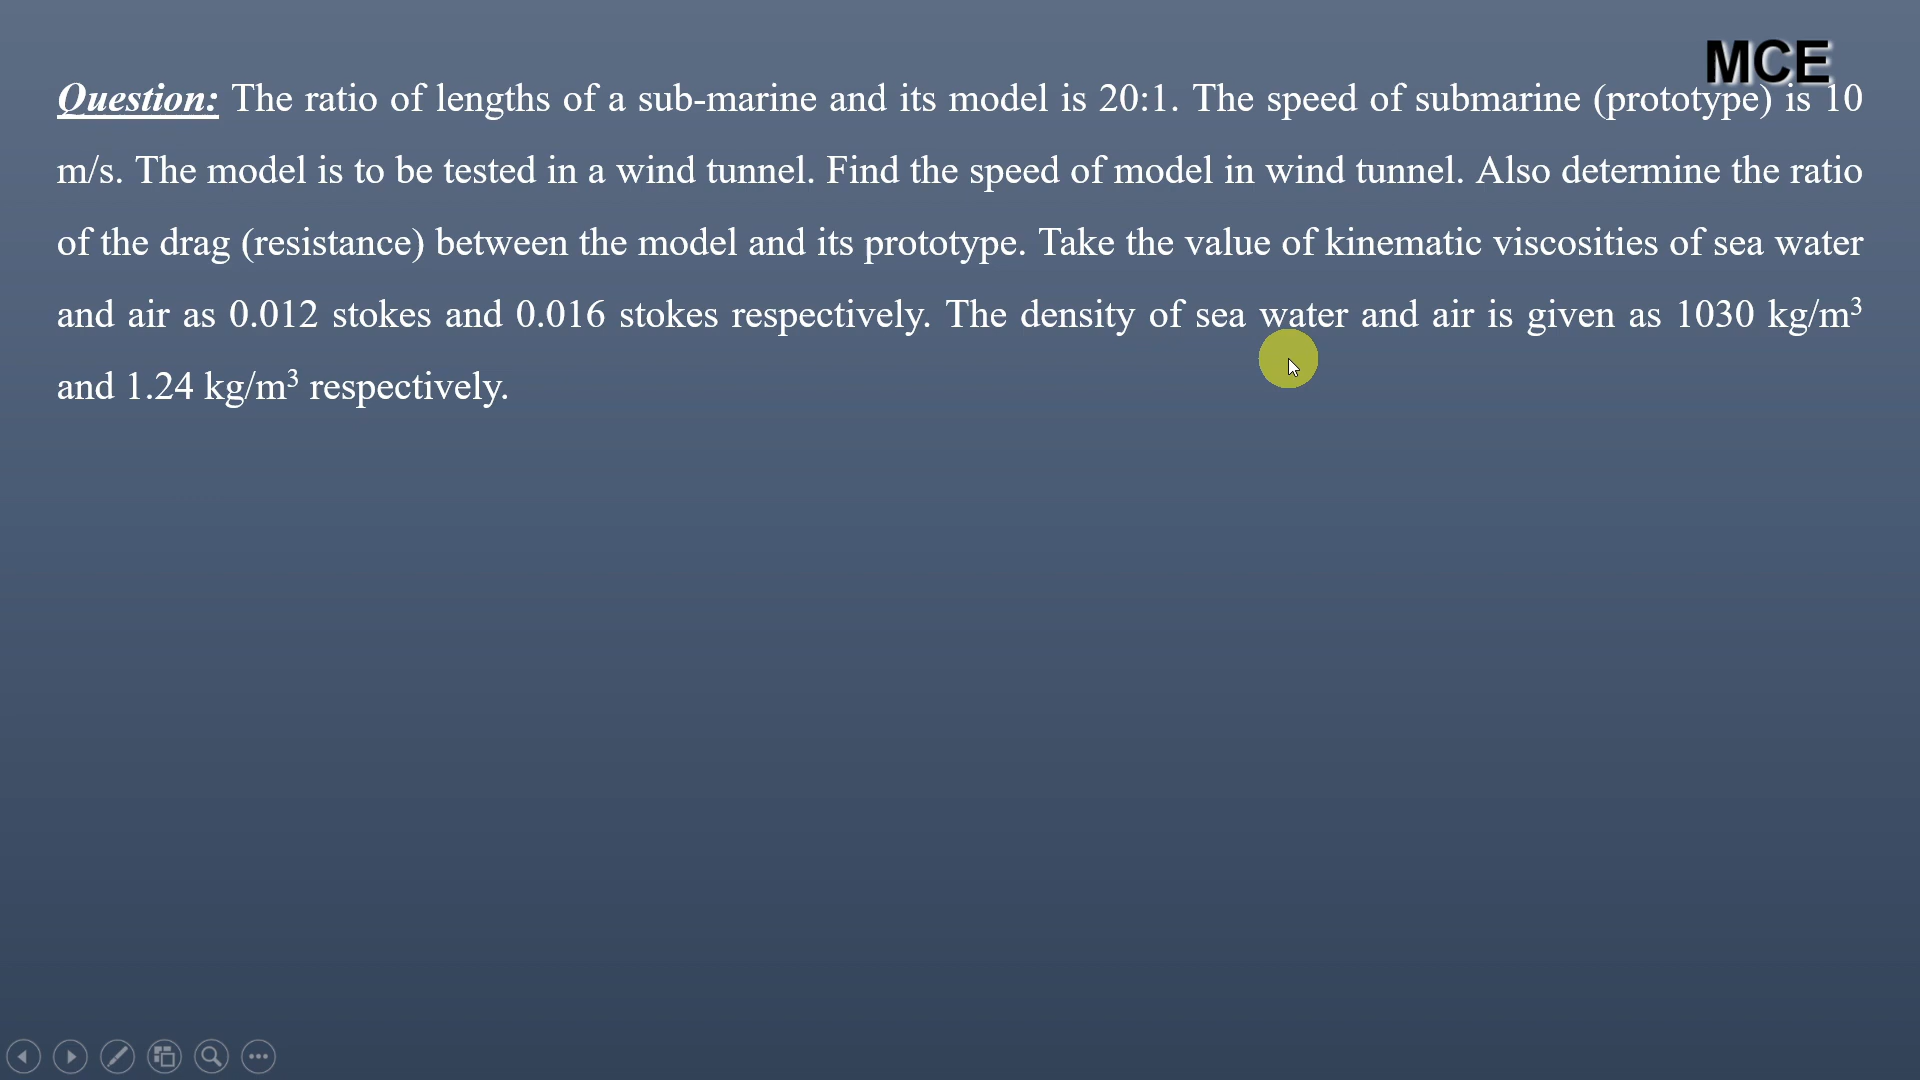 MCE
Question: The ratio of lengths of a sub-marine and its model is 20:1. The speed of submarine (prototype) is 10
m/s. The model is to be tested in a wind tunnel. Find the speed of model in wind tunnel. Also determine the ratio
of the drag (resistance) between the model and its prototype. Take the value of kinematic viscosities of sea water
and air as 0.012 stokes and 0.016 stokes respectively. The density of sea water and air is given as 1030 kg/m³
and 1.24 kg/m³ respectively.